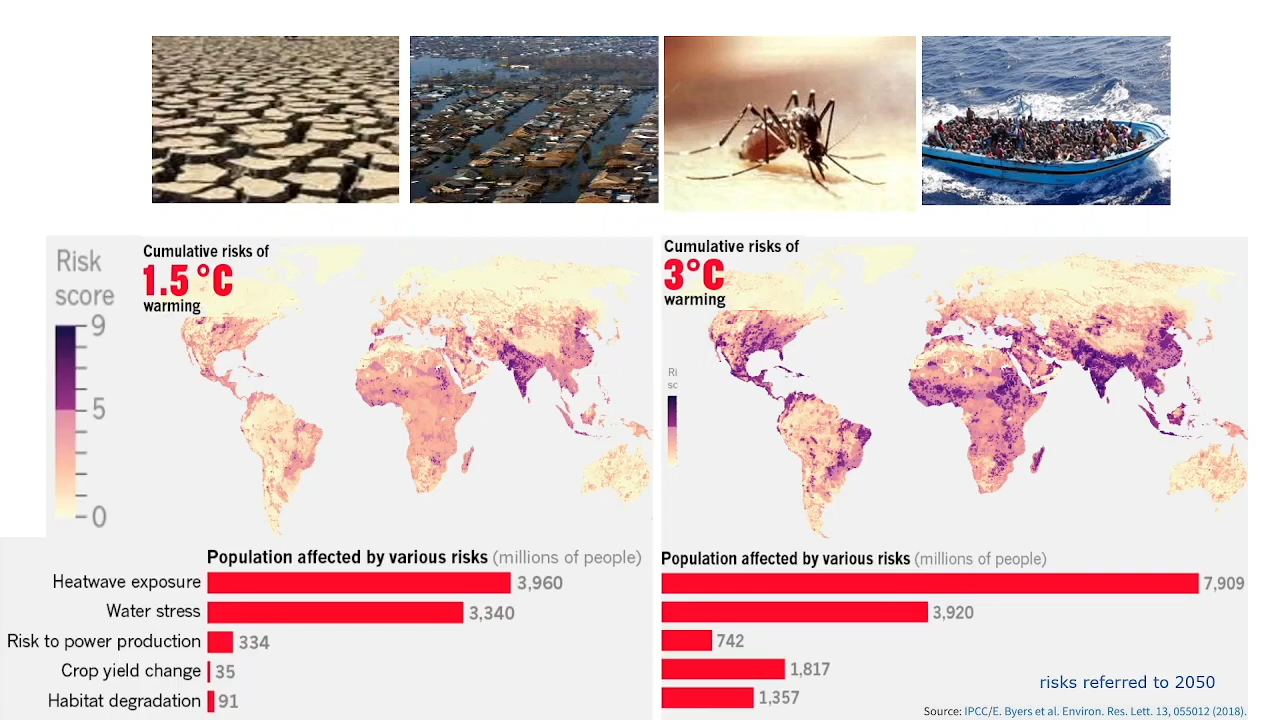 Risk
score
9
5
0
Cumulative risks of
1.5 °C
warming
Cumulative risks of
3°C
warming
Ri
sc
Population affected by various risks (millions of people)
Heatwave exposure 3,960
Water stress 3,340
Risk to power production 334
Crop yield change 35
Habitat degradation 91
Population affected by various risks (millions of people)
7,909
3,920
742
1,817
1,357
risks referred to 2050
Source: IPCC/E. Byers et al. Environ. Res. Lett. 13, 055012 (2018).